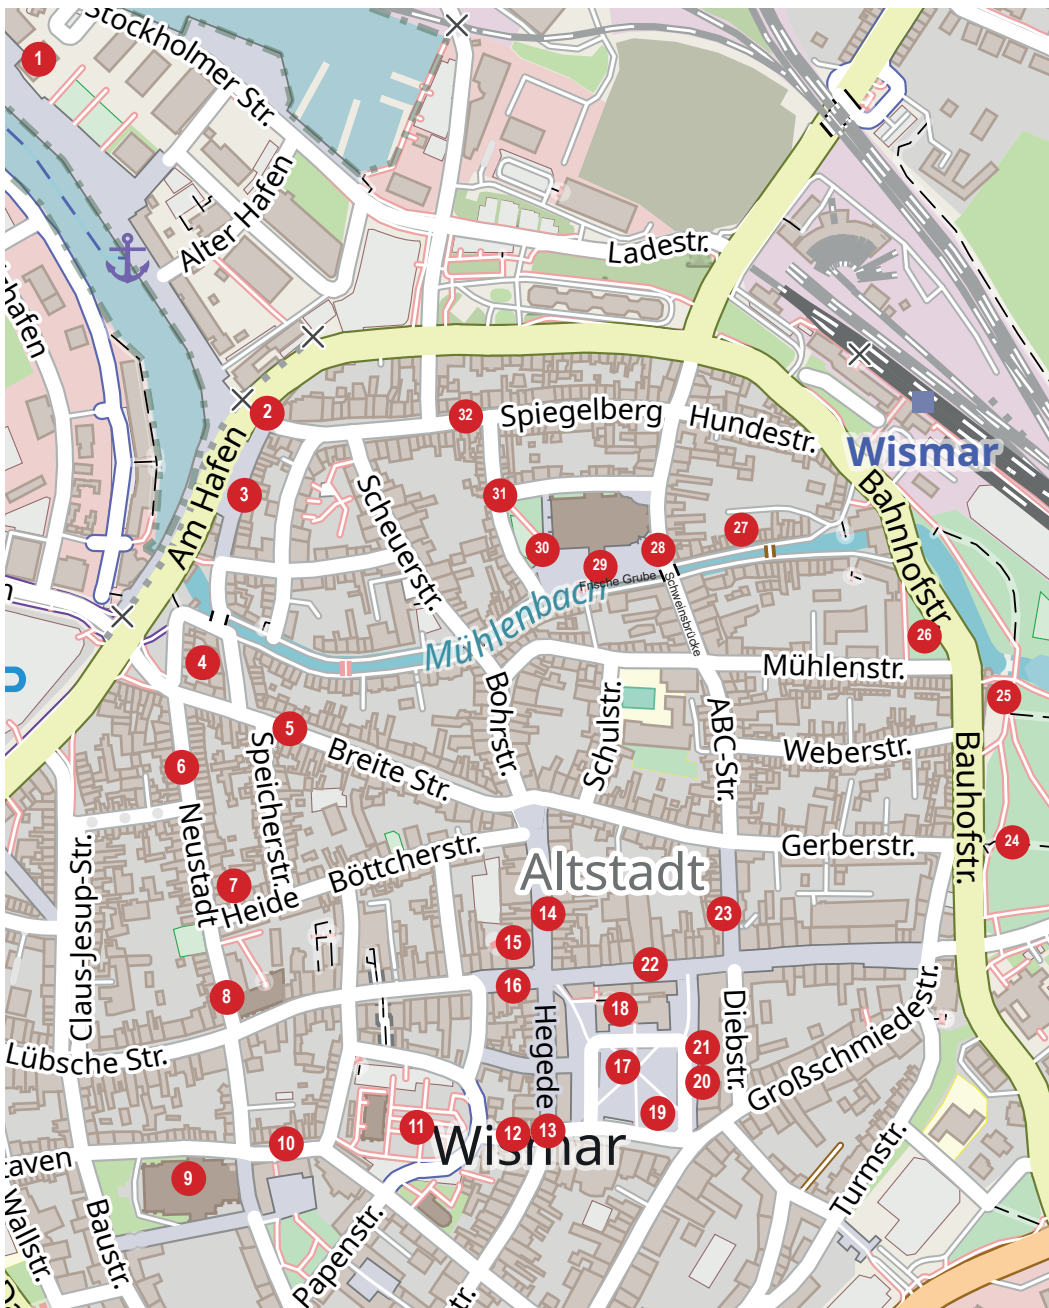 Stockholmer Str.
1
Alter Hafen
Ladestr.
hafen
2
32
Spiegelberg
Hundestr.
Wismar
Am Hafen
3
Scheuerstr.
31
Bahnhofstr.
27
30
28
29
Frische Grube
Schweinsbrücke
Mühlenbach
n
26
4
Mühlenstr.
25
Bohrstr.
Schulstr.
ABC-Str.
5
Speicherstr.
Breite Str.
Weberstr.
Bauhofstr.
6
Neustadt
Claus-Jesup-Str.
Böttcherstr.
Gerberstr.
24
Altstadt
7
Heide
14
23
15
22
16
8
18
Hegede
Diebstr.
Großschmiedestr.
Lübsche Str.
21
17
20
19
11
12
13
Wismar
10
9
taven
Wallstr.
Baustr.
Papenstr.
Turmstr.
tr.